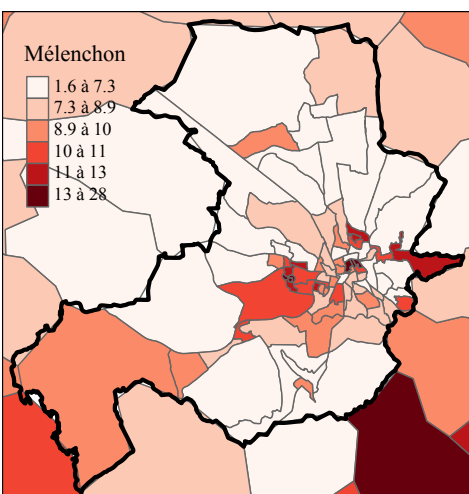 Mélenchon
1.6 à 7.3
7.3 à 8.9
8.9 à 10
10 à 11
11 à 13
13 à 28